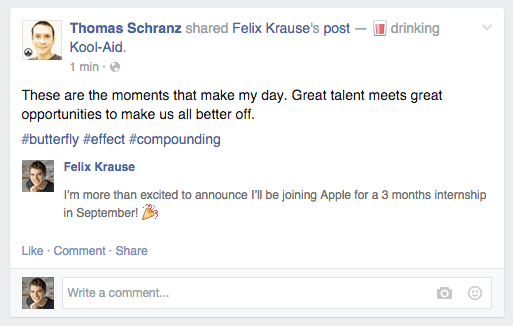 Thomas Schranz shared Felix Krause's post — drinking
Kool-Aid.
1 min ·
These are the moments that make my day. Great talent meets great
opportunities to make us all better off.
#butterfly #effect #compounding
Felix Krause
I'm more than excited to announce I'll be joining Apple for a 3 months internship
in September!
Like · Comment · Share
Write a comment...